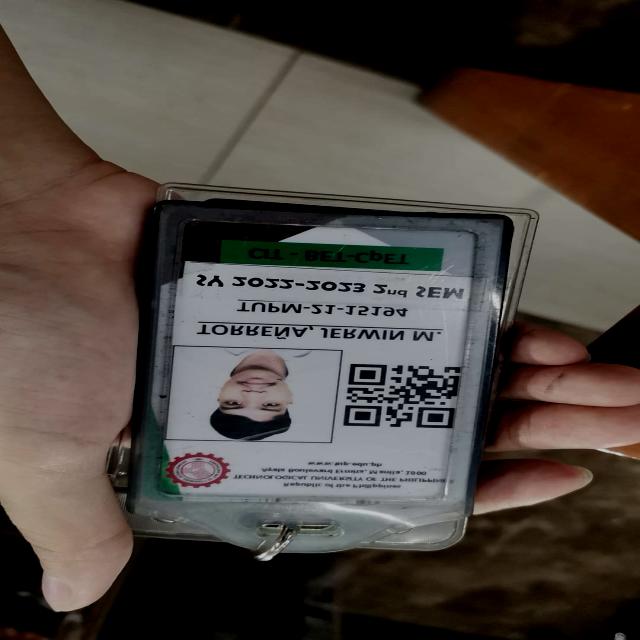 Republic of the Philippines
TECHNOLOGICAL UNIVERSITY OF THE PHILIPPINES
Ayala Boulevard Ermita, Manila, 1000
www.tup.edu.ph
TORREÑA, JERWIN M.
TUPM-21-15194
SY 2022-2023 2nd SEM
CIT - BET-CpET